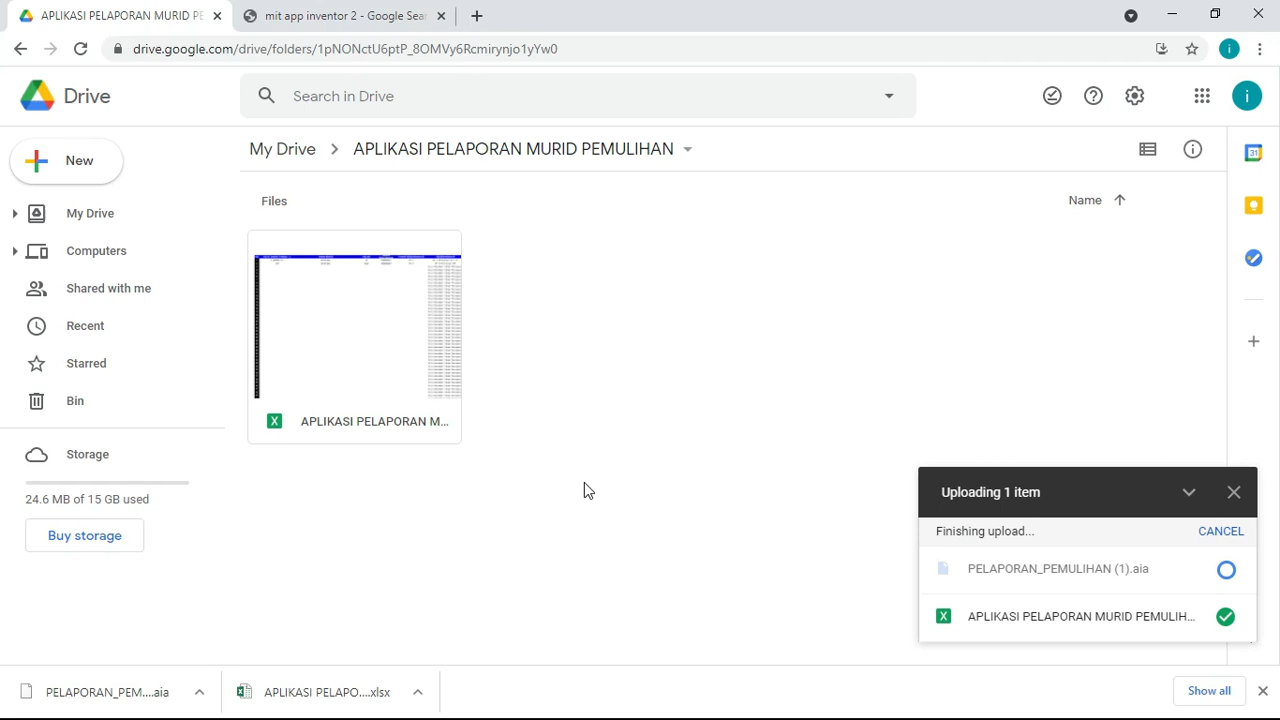 APLIKASI PELAPORAN MURID PE
mit app inventor 2 - Google Sear
drive.google.com/drive/folders/1pNONctU6ptP_8OMVy6Rcmirynjo1yYw0
i
Drive
Search in Drive
i
New
My Drive
Computers
Shared with me
Recent
Starred
Bin
Storage
24.6 MB of 15 GB used
Buy storage
My Drive
APLIKASI PELAPORAN MURID PEMULIHAN
Files
Name
APLIKASI PELAPORAN M...
31
Uploading 1 item
Finishing upload...
CANCEL
PELAPORAN_PEMULIHAN (1).aia
APLIKASI PELAPORAN MURID PEMULIH...
PELAPORAN_PEM....aia
APLIKASI PELAPO....xlsx
Show all